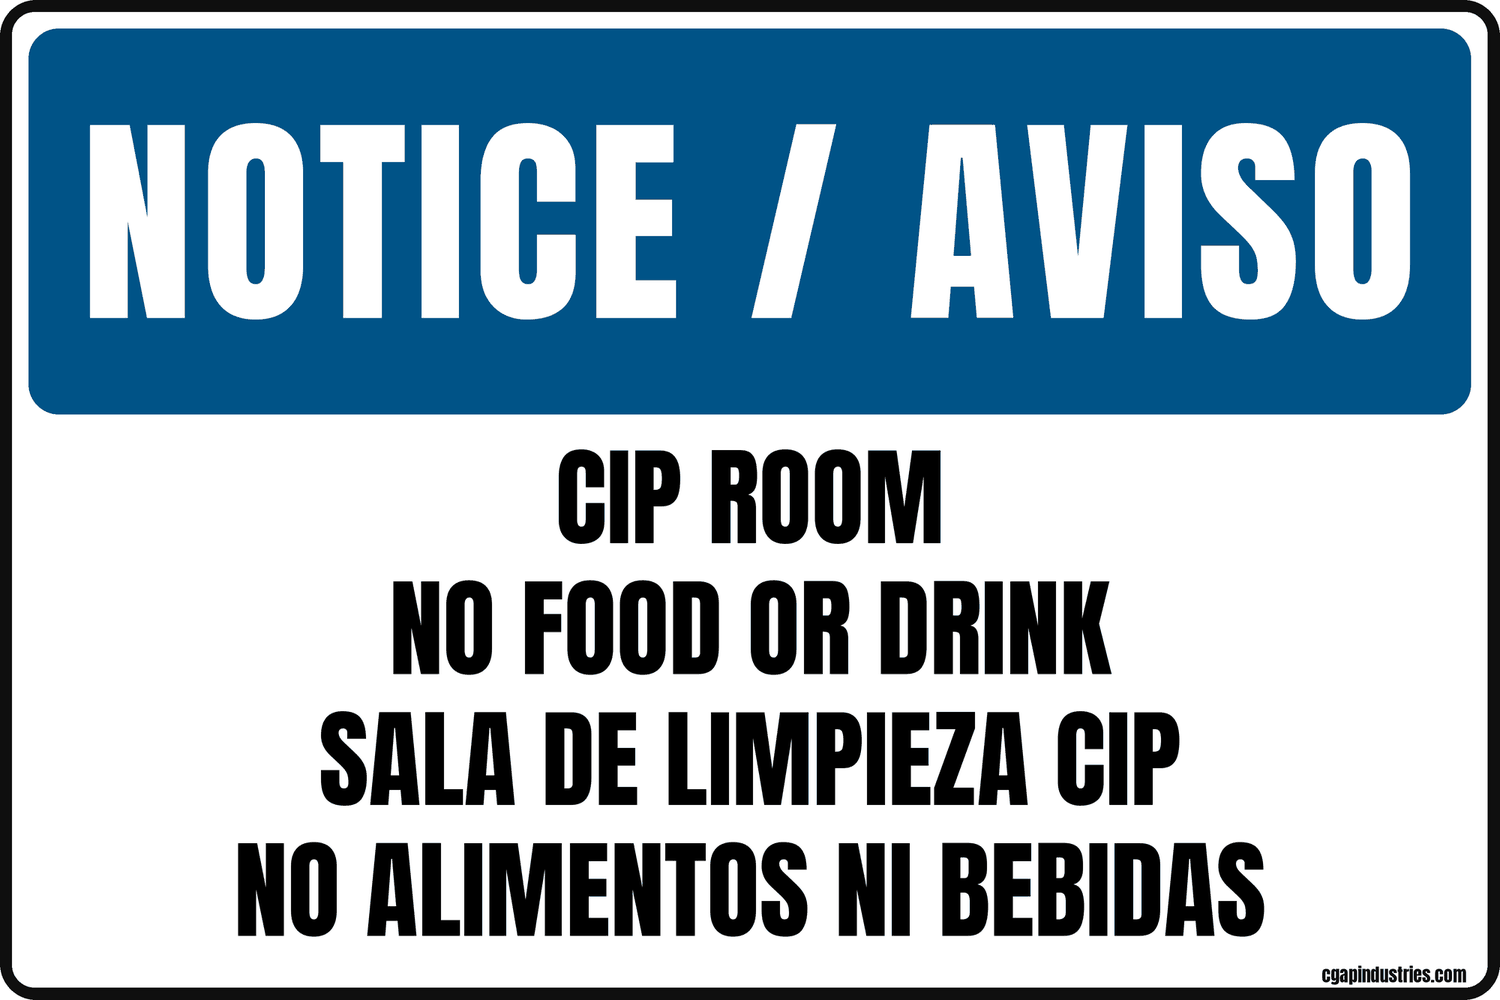 NOTICE / AVISO
CIP ROOM
NO FOOD OR DRINK
SALA DE LIMPIEZA CIP
NO ALIMENTOS NI BEBIDAS
cgapindustries.com